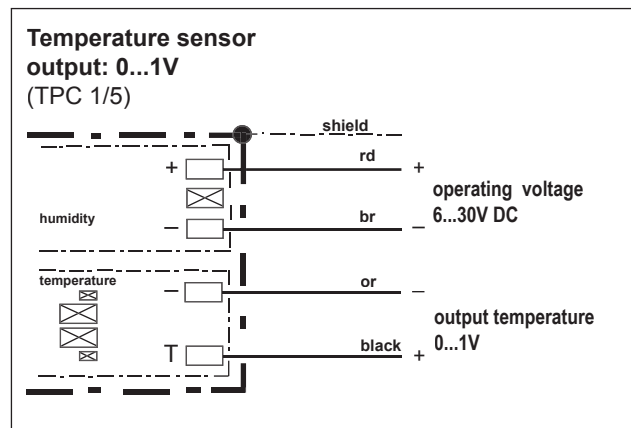 Temperature sensor
output: 0...1V
(TPC 1/5)
shield
+ rd +
operating voltage
6...30V DC
humidity
– br –
temperature
– or –
output temperature
0...1V
T black +